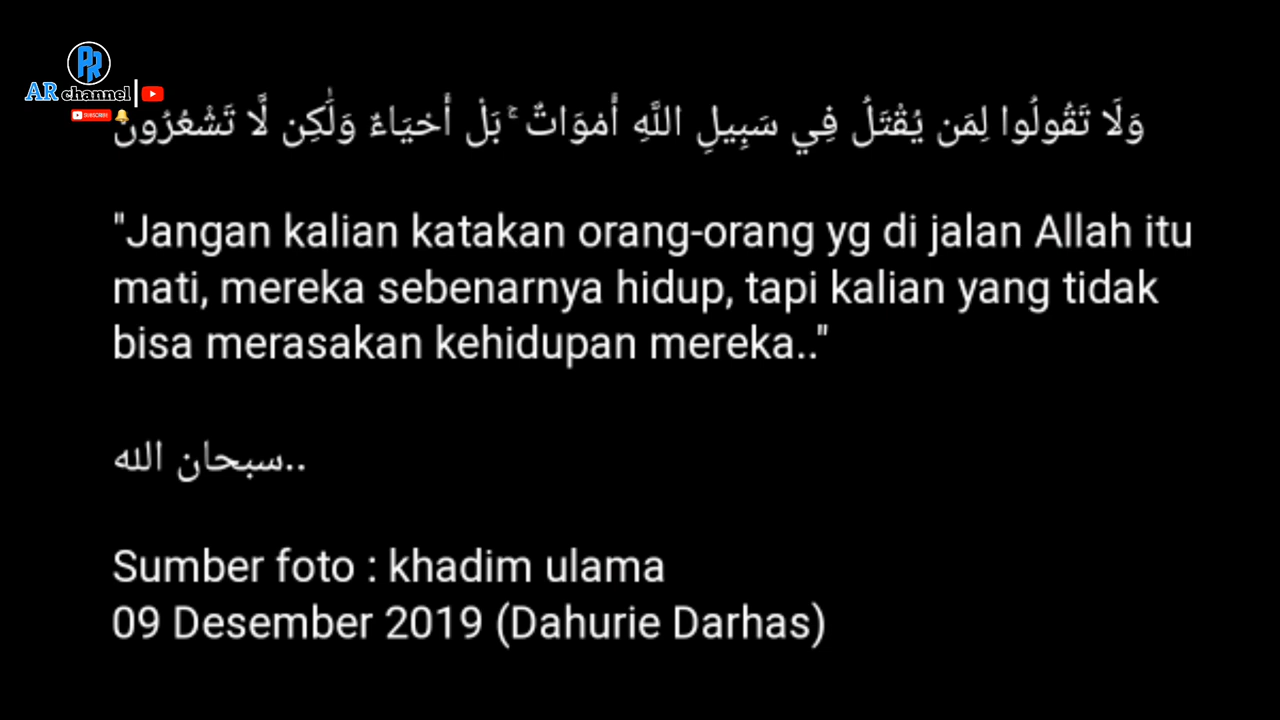 AR channel
SUBSCRIBE
وَلَا تَقُولُوا لِمَن يُقْتَلُ فِي سَبِيلِ اللَّهِ أَمْوَاتٌ ۚ بَلْ أَحْيَاءٌ وَلَٰكِن لَّا تَشْعُرُونَ
"Jangan kalian katakan orang-orang yg di jalan Allah itu
mati, mereka sebenarnya hidup, tapi kalian yang tidak
bisa merasakan kehidupan mereka.."
سبحان الله..
Sumber foto : khadim ulama
09 Desember 2019 (Dahurie Darhas)